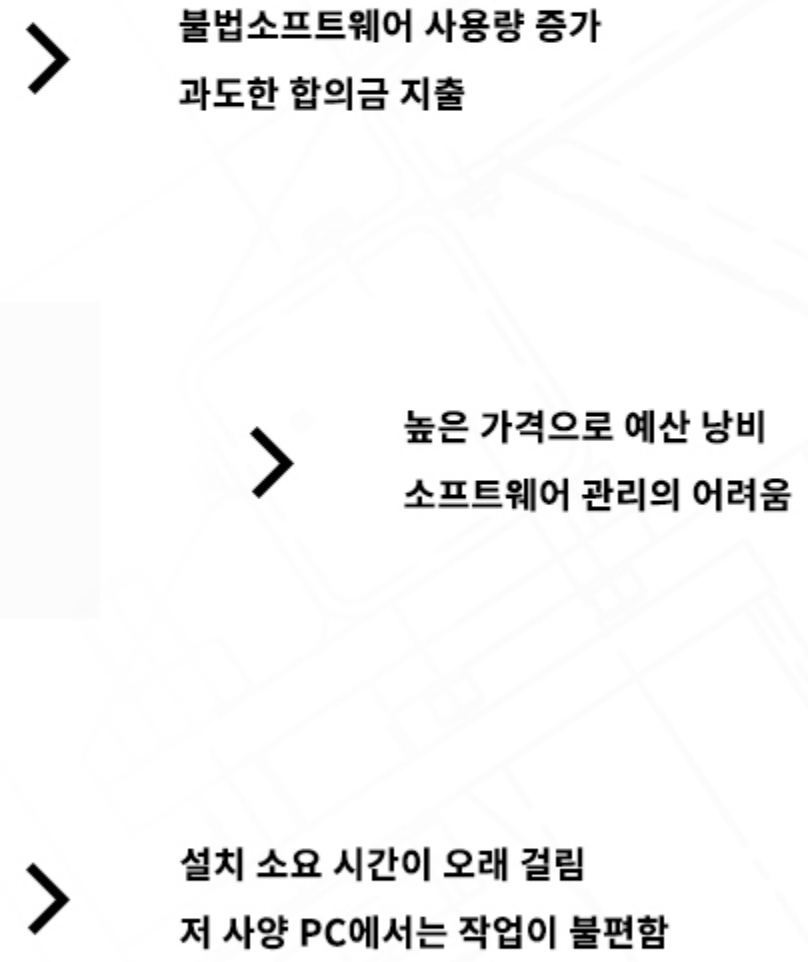 불법소프트웨어 사용량 증가
과도한 합의금 지출
높은 가격으로 예산 낭비
소프트웨어 관리의 어려움
설치 소요 시간이 오래 걸림
저 사양 PC에서는 작업이 불편함